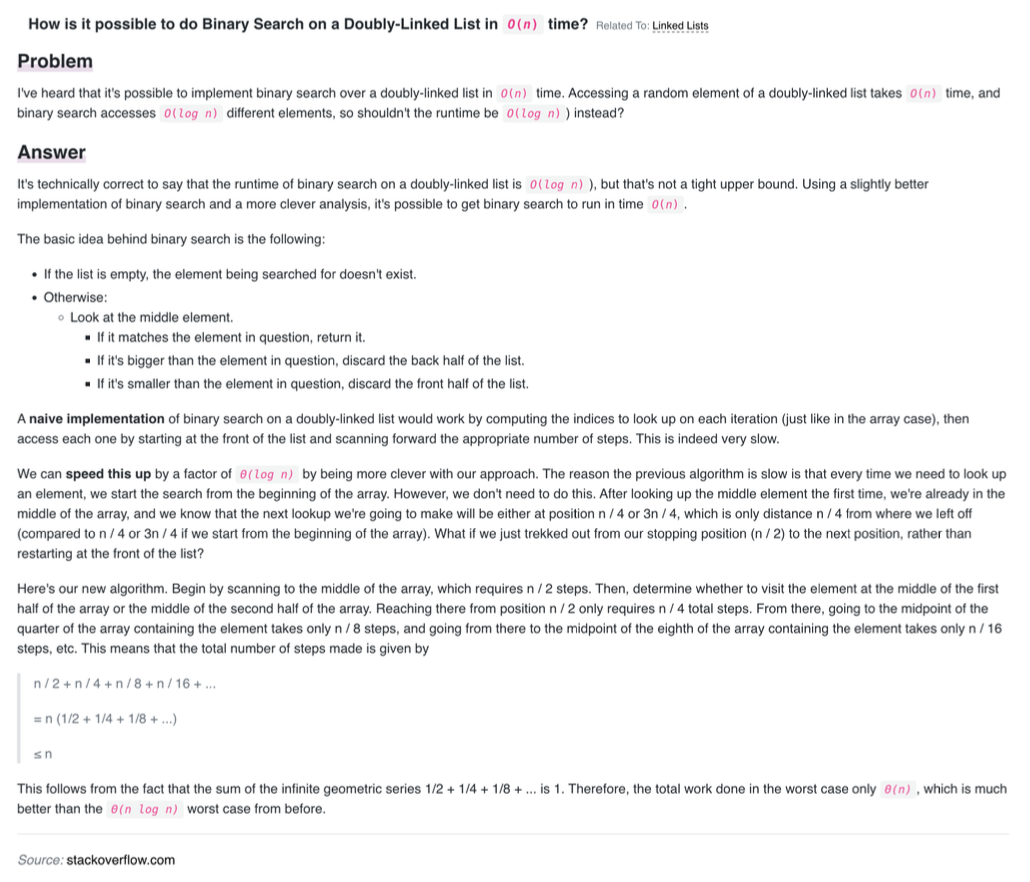 How is it possible to do Binary Search on a Doubly-Linked List in O(n) time? Related To: Linked Lists
Problem
I've heard that it's possible to implement binary search over a doubly-linked list in O(n) time. Accessing a random element of a doubly-linked list takes O(n) time, and
binary search accesses O(log n) different elements, so shouldn't the runtime be O(log n) ) instead?
Answer
It's technically correct to say that the runtime of binary search on a doubly-linked list is O(log n) ), but that's not a tight upper bound. Using a slightly better
implementation of binary search and a more clever analysis, it's possible to get binary search to run in time O(n) .
The basic idea behind binary search is the following:
• If the list is empty, the element being searched for doesn't exist.
• Otherwise:
◦ Look at the middle element.
▪ If it matches the element in question, return it.
▪ If it's bigger than the element in question, discard the back half of the list.
▪ If it's smaller than the element in question, discard the front half of the list.
A naive implementation of binary search on a doubly-linked list would work by computing the indices to look up on each iteration (just like in the array case), then
access each one by starting at the front of the list and scanning forward the appropriate number of steps. This is indeed very slow.
We can speed this up by a factor of θ(log n) by being more clever with our approach. The reason the previous algorithm is slow is that every time we need to look up
an element, we start the search from the beginning of the array. However, we don't need to do this. After looking up the middle element the first time, we're already in the
middle of the array, and we know that the next lookup we're going to make will be either at position n / 4 or 3n / 4, which is only distance n / 4 from where we left off
(compared to n / 4 or 3n / 4 if we start from the beginning of the array). What if we just trekked out from our stopping position (n / 2) to the next position, rather than
restarting at the front of the list?
Here's our new algorithm. Begin by scanning to the middle of the array, which requires n / 2 steps. Then, determine whether to visit the element at the middle of the first
half of the array or the middle of the second half of the array. Reaching there from position n / 2 only requires n / 4 total steps. From there, going to the midpoint of the
quarter of the array containing the element takes only n / 8 steps, and going from there to the midpoint of the eighth of the array containing the element takes only n / 16
steps, etc. This means that the total number of steps made is given by
n / 2 + n / 4 + n / 8 + n / 16 + ...
= n (1/2 + 1/4 + 1/8 + ...)
≤ n
This follows from the fact that the sum of the infinite geometric series 1/2 + 1/4 + 1/8 + ... is 1. Therefore, the total work done in the worst case only θ(n) , which is much
better than the θ(n log n) worst case from before.
Source: stackoverflow.com